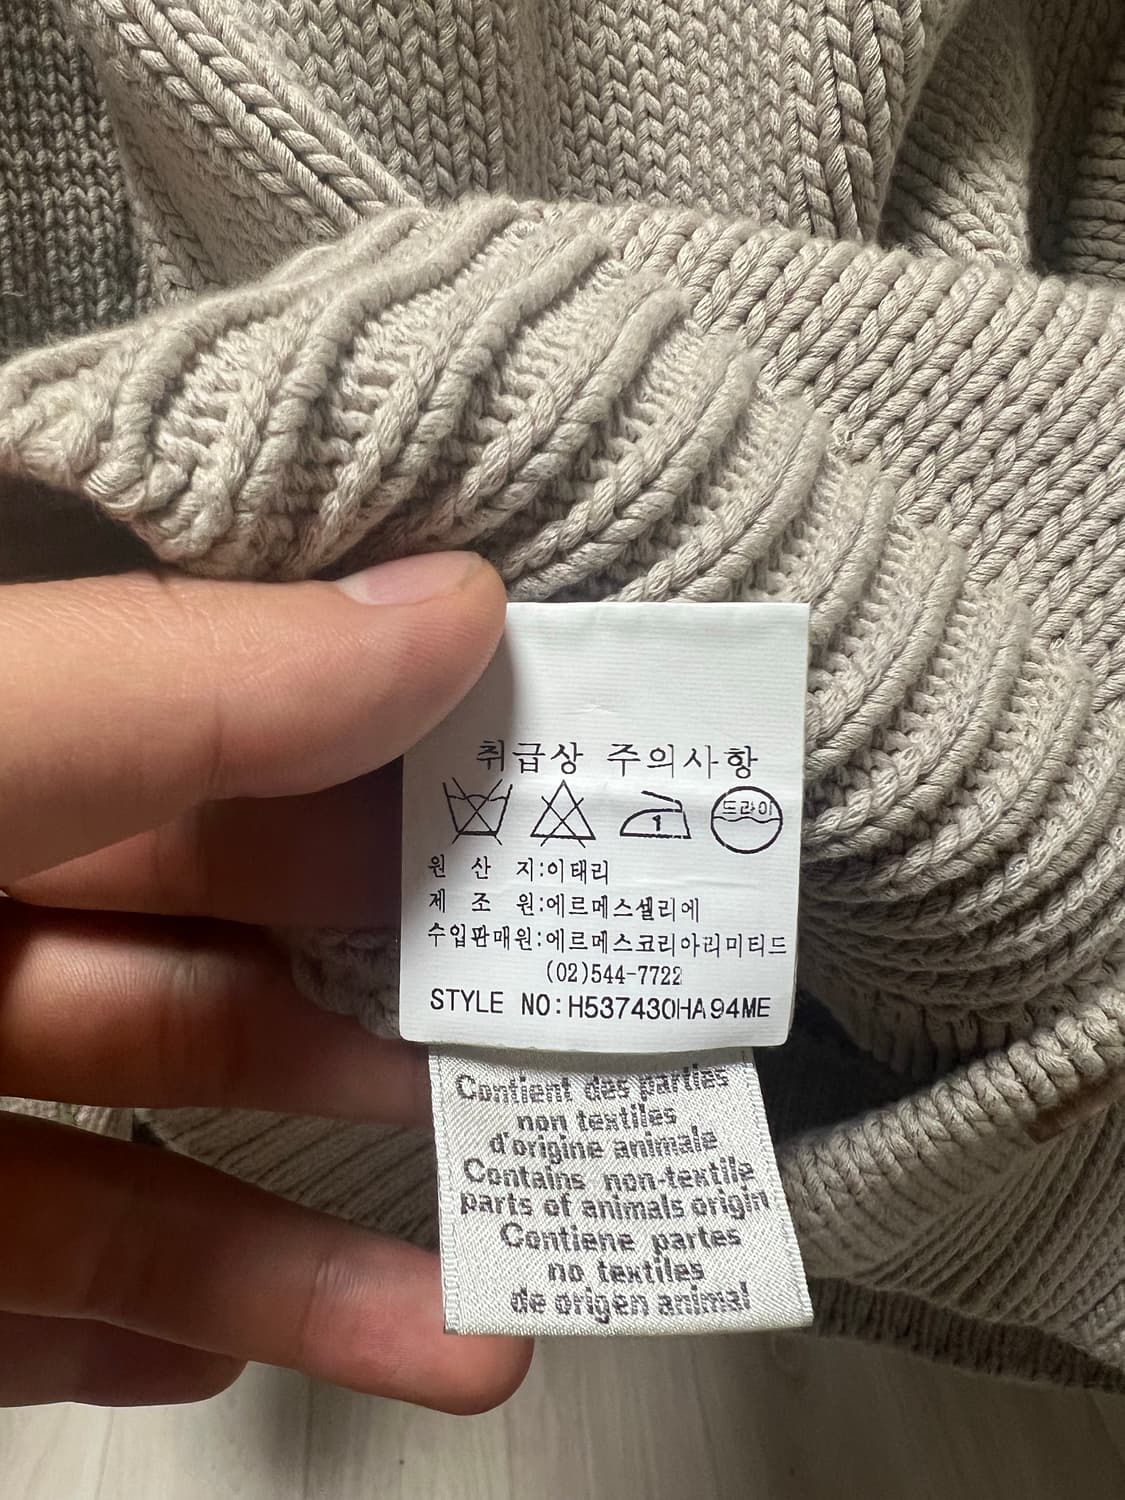 취급상 주의사항
1 드라이
원 산 지:이태리
제 조 원:에르메스셀리에
수입판매원:에르메스코리아리미티드
(02)544-7722
STYLE NO:H537430HA94ME
Contient des parties
non textiles
d'origine animale
Contains non-textile
parts of animals origin
Contiene partes
no textiles
de origen animal